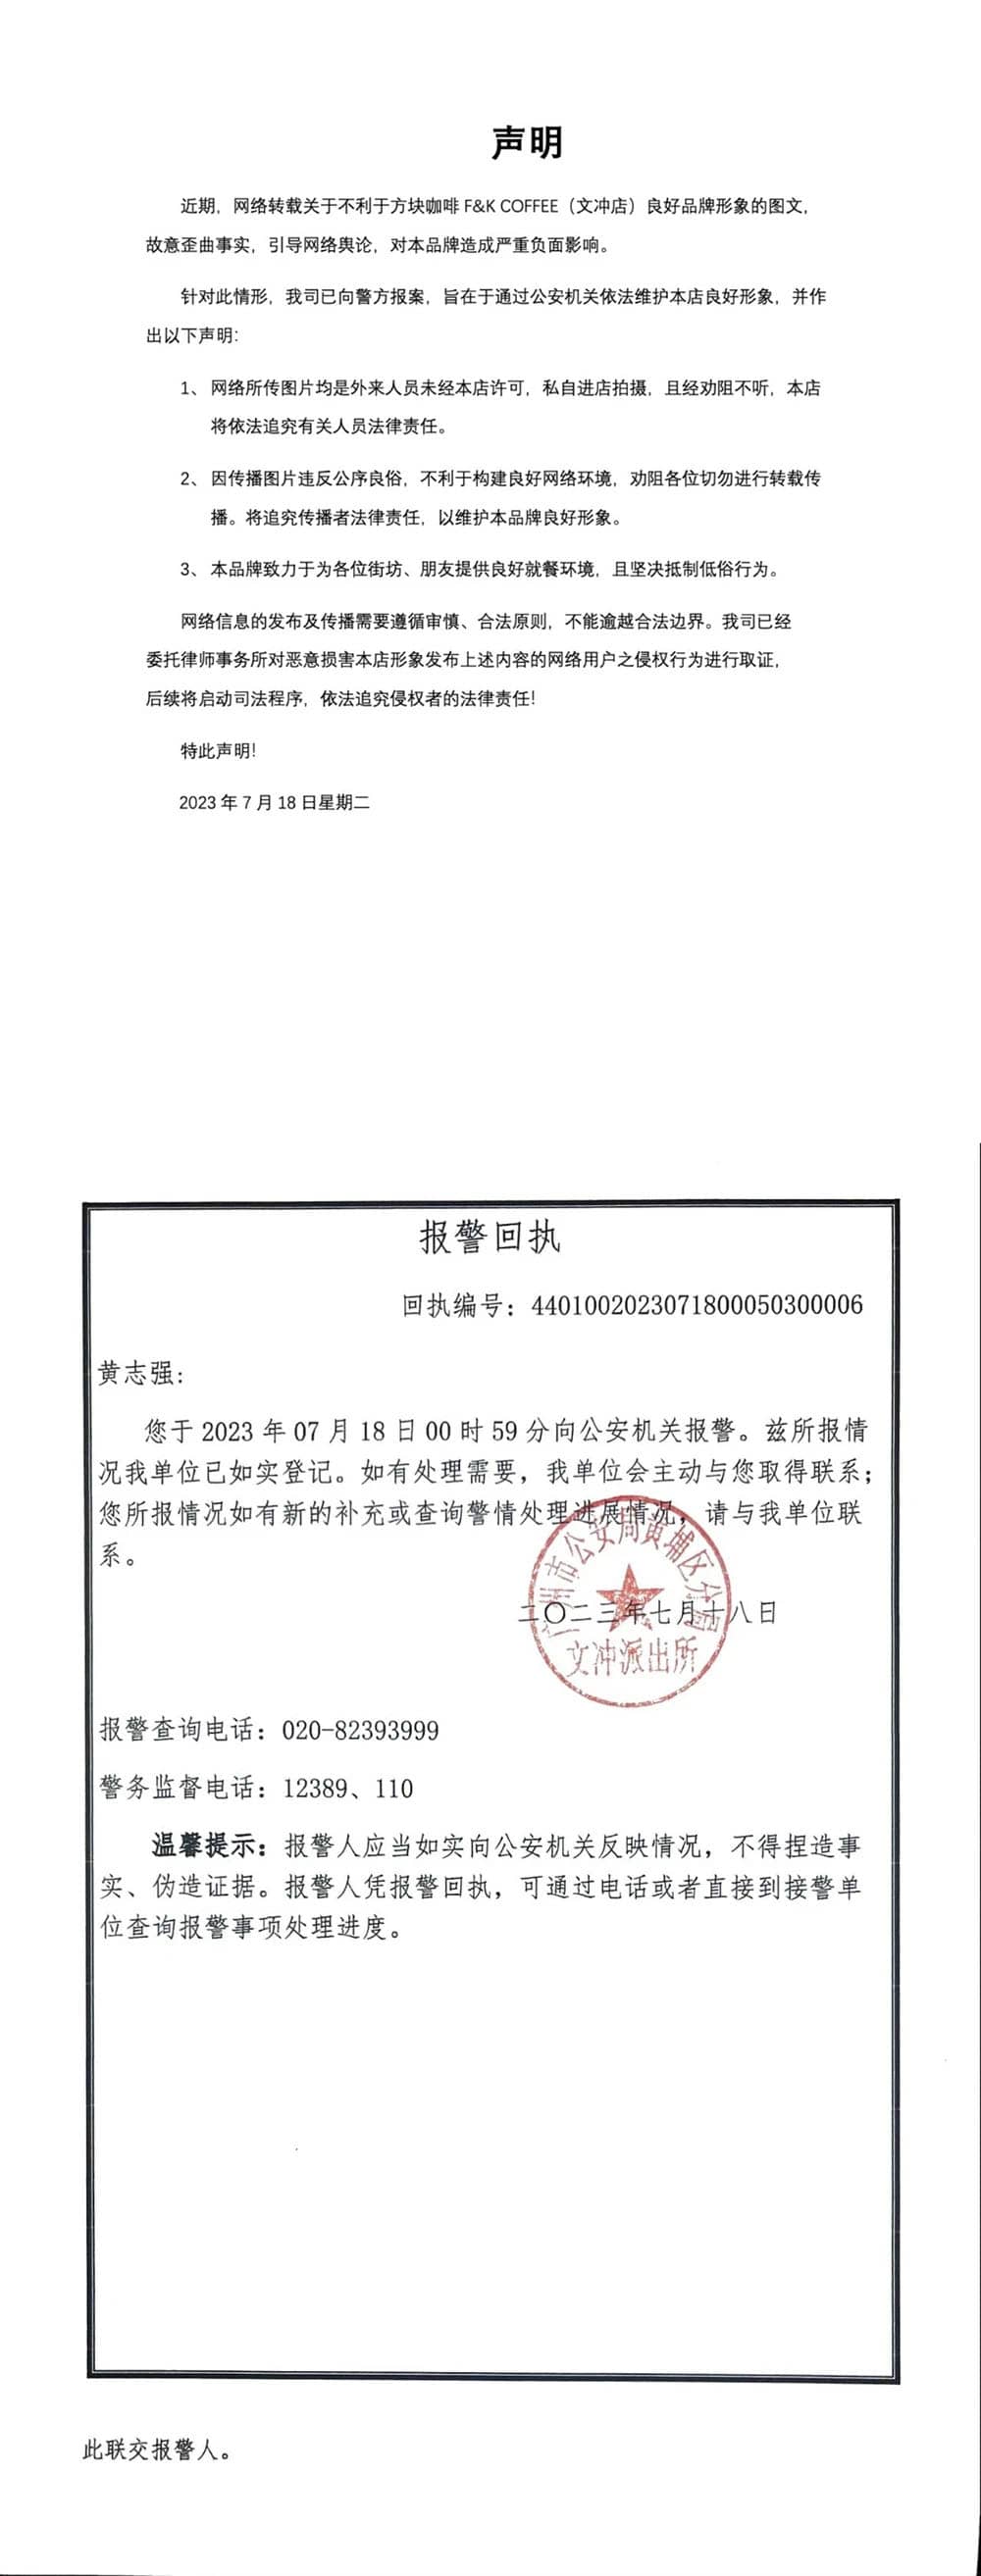 声明
近期，网络转载关于不利于方块咖啡 F&K COFFEE（文冲店）良好品牌形象的图文，
故意歪曲事实，引导网络舆论，对本品牌造成严重负面影响。
针对此情形，我司已向警方报案，旨在于通过公安机关依法维护本店良好形象，并作
出以下声明：
1、 网络所传图片均是外来人员未经本店许可，私自进店拍摄，且经劝阻不听，本店
将依法追究有关人员法律责任。
2、 因传播图片违反公序良俗，不利于构建良好网络环境，劝阻各位切勿进行转载传
播。将追究传播者法律责任，以维护本品牌良好形象。
3、 本品牌致力于为各位街坊、朋友提供良好就餐环境，且坚决抵制低俗行为。
网络信息的发布及传播需要遵循审慎、合法原则，不能逾越合法边界。我司已经
委托律师事务所对恶意损害本店形象发布上述内容的网络用户之侵权行为进行取证，
后续将启动司法程序，依法追究侵权者的法律责任！
特此声明！
2023 年 7 月 18 日星期二
报警回执
回执编号：4401002023071800050300006
黄志强：
您于 2023 年 07 月 18 日 00 时 59 分向公安机关报警。兹所报情
况我单位已如实登记。如有处理需要，我单位会主动与您取得联系；
您所报情况如有新的补充或查询警情处理进展情况，请与我单位联
系。
广州市公安局黄埔区分局
二〇二三年七月十八日
文冲派出所
报警查询电话：020-82393999
警务监督电话：12389、110
温馨提示：报警人应当如实向公安机关反映情况，不得捏造事
实、伪造证据。报警人凭报警回执，可通过电话或者直接到接警单
位查询报警事项处理进度。
此联交报警人。